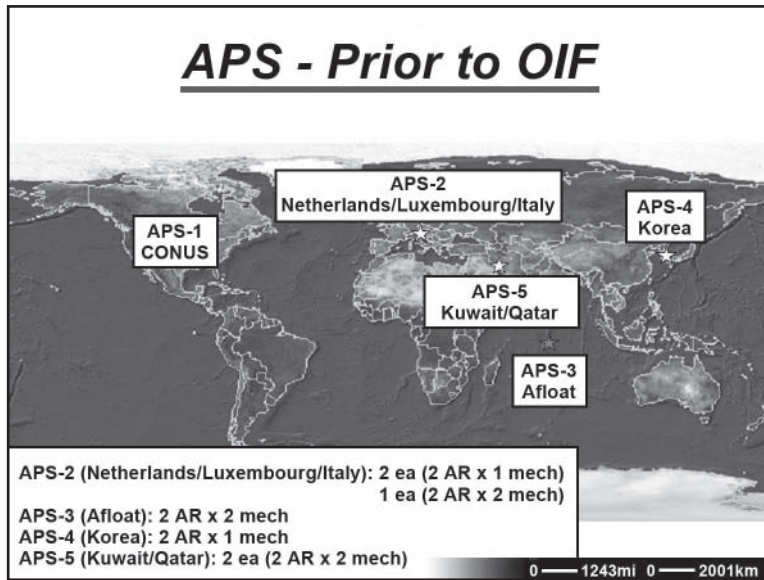 APS - Prior to OIF
APS-2
Netherlands/Luxembourg/Italy
APS-4
Korea
APS-1
CONUS
APS-5
Kuwait/Qatar
APS-3
Afloat
APS-2 (Netherlands/Luxembourg/Italy): 2 ea (2 AR x 1 mech)
1 ea (2 AR x 2 mech)
APS-3 (Afloat): 2 AR x 2 mech
APS-4 (Korea): 2 AR x 1 mech
APS-5 (Kuwait/Qatar): 2 ea (2 AR x 2 mech)
0 1243mi 0 2001km